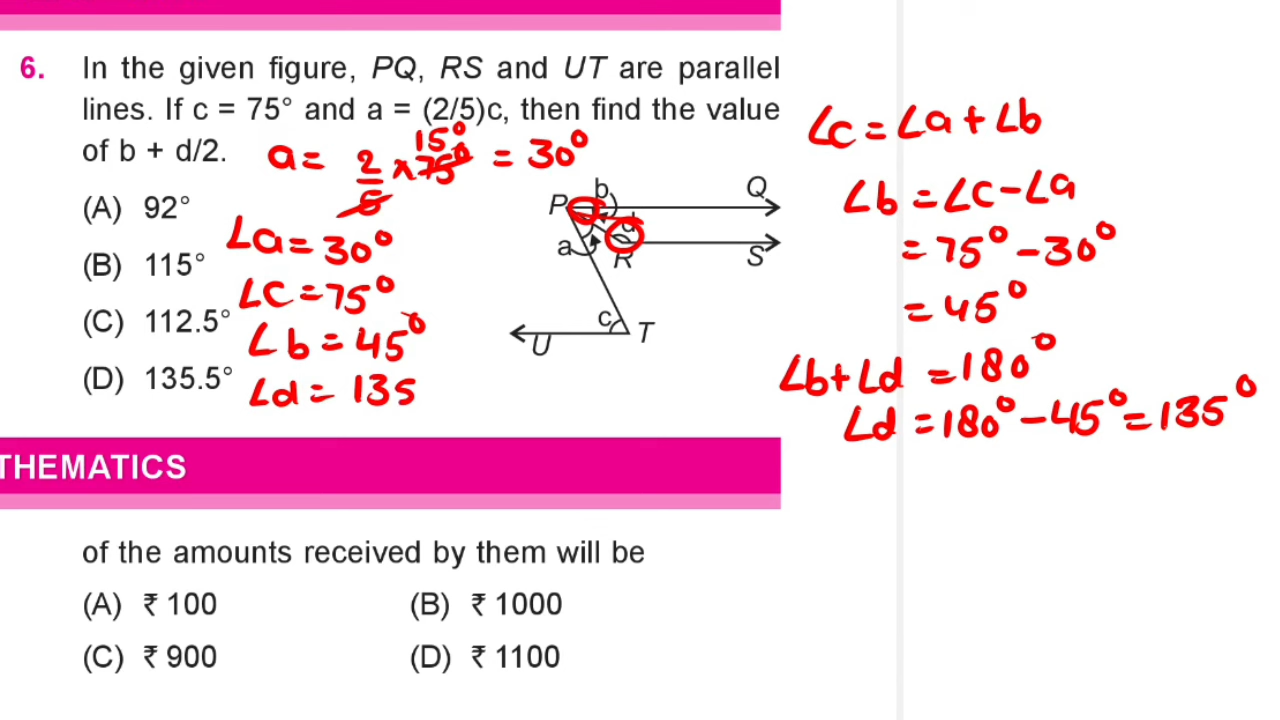 6. In the given figure, PQ, RS and UT are parallel
lines. If c = 75° and a = (2/5)c, then find the value
of b + d/2.
a = 2/5 × 75° 15° = 30°
(A) 92°
(B) 115°
(C) 112.5°
(D) 135.5°
∠a = 30°
∠C = 75°
∠b = 45°
∠d = 135
P
b
Q
a
d
R
S
c
T
U
∠c = ∠a + ∠b
∠b = ∠c - ∠a
= 75° - 30°
= 45°
∠b + ∠d = 180°
∠d = 180° - 45° = 135°
THEMATICS
of the amounts received by them will be
(A) ₹ 100
(B) ₹ 1000
(C) ₹ 900
(D) ₹ 1100